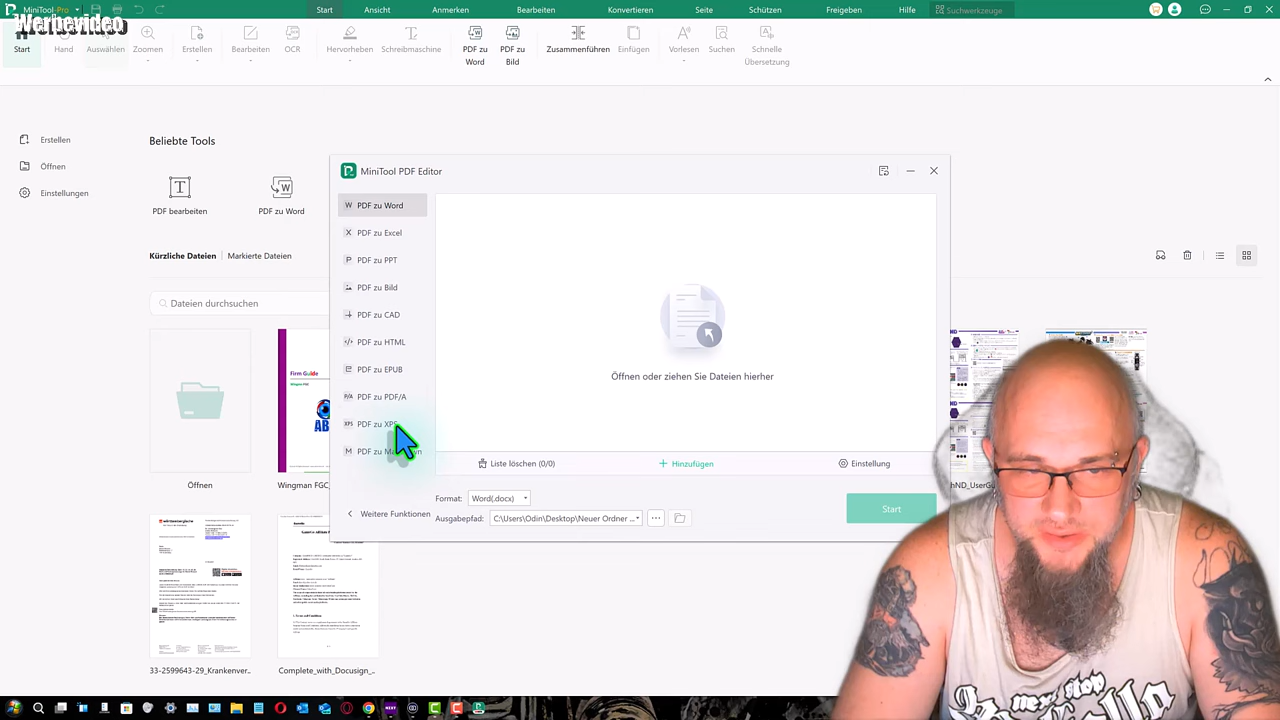 Werbevideo
MiniTool-Pro
Start
Ansicht
Anmerken
Bearbeiten
Konvertieren
Seite
Schützen
Freigeben
Hilfe
Suchwerkzeuge
Start
Hand
Auswählen
Zoomen
Erstellen
Bearbeiten
OCR
Hervorheben
Schreibmaschine
PDF zu
Word
PDF zu
Bild
Zusammenführen
Einfügen
Vorlesen
Suchen
Schnelle
Übersetzung
Erstellen
Öffnen
Einstellungen
Beliebte Tools
PDF bearbeiten
PDF zu Word
Kürzliche Dateien
Markierte Dateien
Dateien durchsuchen
Öffnen
Firm Guide
Wingman FGC_
33-2599643-29_Krankenver..
Complete_with_Docusign_..
MiniTool PDF Editor
PDF zu Word
PDF zu Excel
PDF zu PPT
PDF zu Bild
PDF zu CAD
PDF zu HTML
PDF zu EPUB
PDF zu PDF/A
PDF zu XPS
PDF zu
Weitere Funktionen
Öffnen oder ziehen Sie Dateien hierher
Liste löschen (0/0)
Hinzufügen
Einstellung
Format:
Word(.docx)
Ausgabepfad:
C:\Users\Odin\Desktop\Neuer Ordner ...
Start